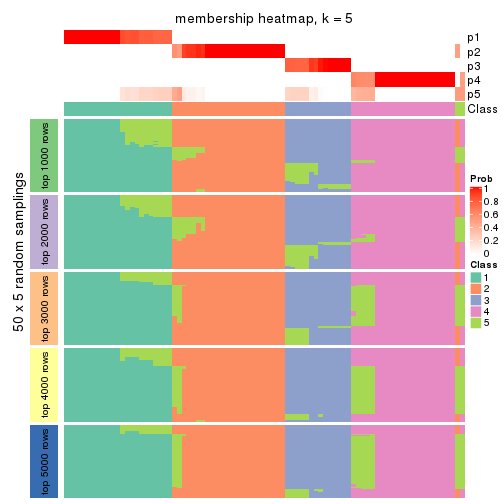 membership heatmap, k = 5
p1
p2
p3
p4
p5
Class
50 x 5 random samplings
top 1000 rows
top 2000 rows
top 3000 rows
top 4000 rows
top 5000 rows
Prob
1
0.8
0.6
0.4
0.2
0
Class
1
2
3
4
5